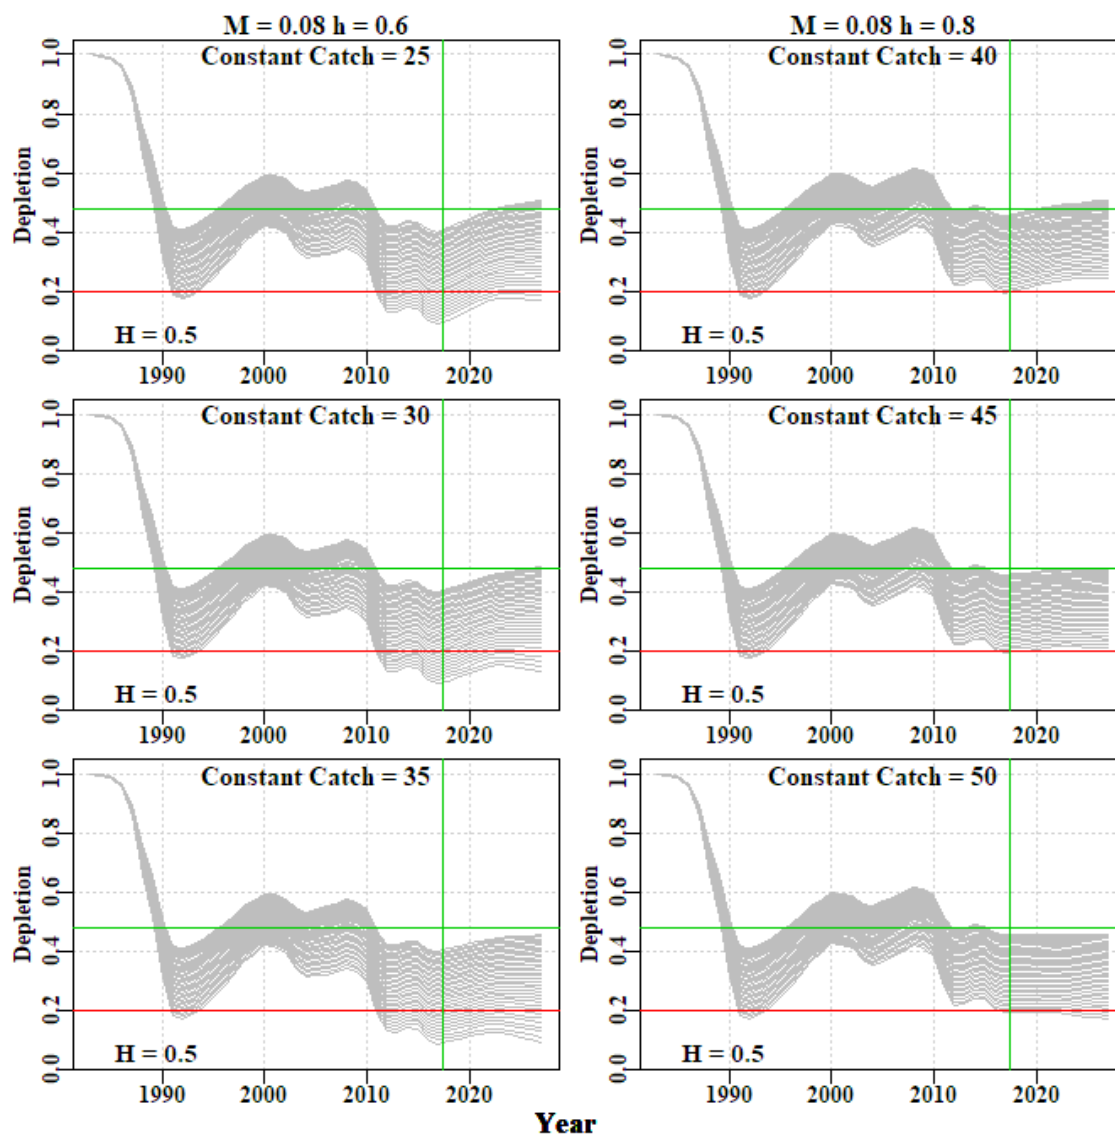 M = 0.08 h = 0.6
M = 0.08 h = 0.8
Constant Catch = 25
Depletion
0.0 0.2 0.4 0.6 0.8 1.0
H = 0.5
1990 2000 2010 2020
Constant Catch = 40
Depletion
0.0 0.2 0.4 0.6 0.8 1.0
H = 0.5
1990 2000 2010 2020
Constant Catch = 30
Depletion
0.0 0.2 0.4 0.6 0.8 1.0
H = 0.5
1990 2000 2010 2020
Constant Catch = 45
Depletion
0.0 0.2 0.4 0.6 0.8 1.0
H = 0.5
1990 2000 2010 2020
Constant Catch = 35
Depletion
0.0 0.2 0.4 0.6 0.8 1.0
H = 0.5
1990 2000 2010 2020
Constant Catch = 50
Depletion
0.0 0.2 0.4 0.6 0.8 1.0
H = 0.5
1990 2000 2010 2020
Year